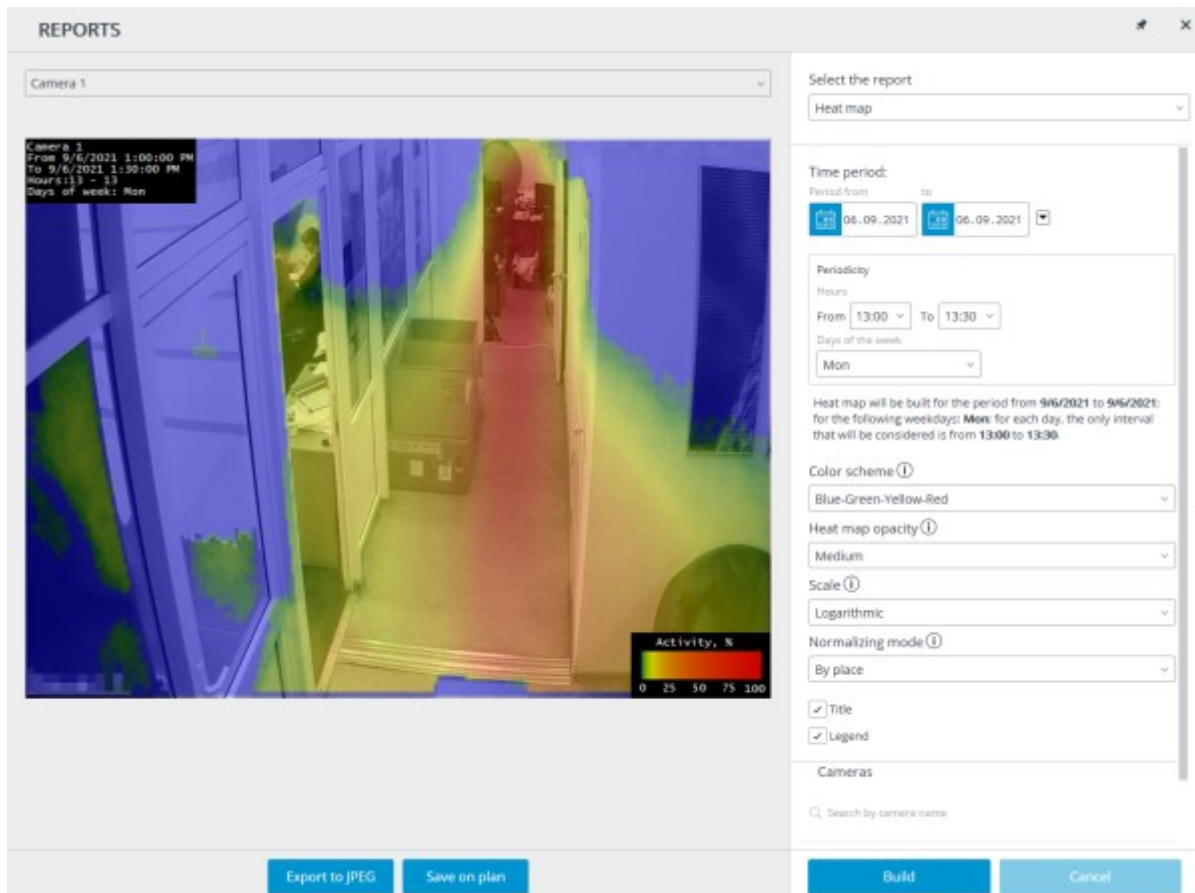 REPORTS
Camera 1
Camera 1
From 9/6/2021 1:00:00 PM
To 9/6/2021 1:30:00 PM
Hours:13 - 13
Days of week: Mon
Activity, %
0 25 50 75 100
Export to JPEG
Save on plan
Select the report
Heat map
Time period:
Period from to
06.09.2021 06.09.2021
Periodicity
Hours
From 13:00 To 13:30
Days of the week
Mon
Heat map will be built for the period from 9/6/2021 to 9/6/2021:
for the following weekdays: Mon: for each day, the only interval
that will be considered is from 13:00 to 13:30.
Color scheme
Blue-Green-Yellow-Red
Heat map opacity
Medium
Scale
Logarithmic
Normalizing mode
By place
Title
Legend
Cameras
Search by camera name
Build
Cancel